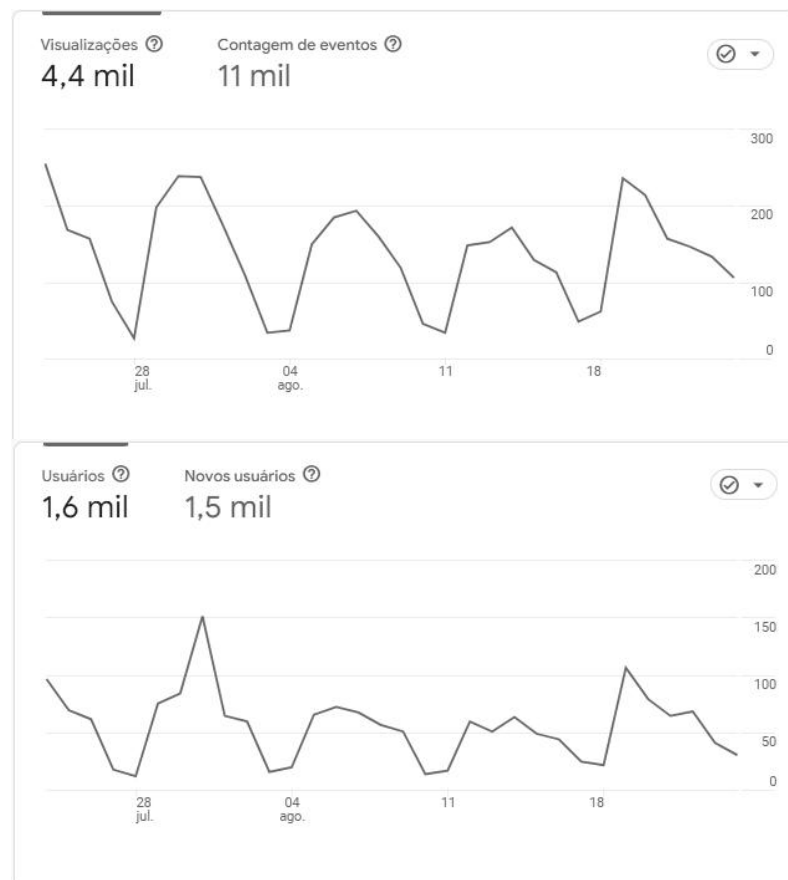 Visualizações Contagem de eventos
4,4 mil 11 mil
300
200
100
0
28 04 11 18
jul. ago.
Usuários Novos usuários
1,6 mil 1,5 mil
200
150
100
50
0
28 04 11 18
jul. ago.